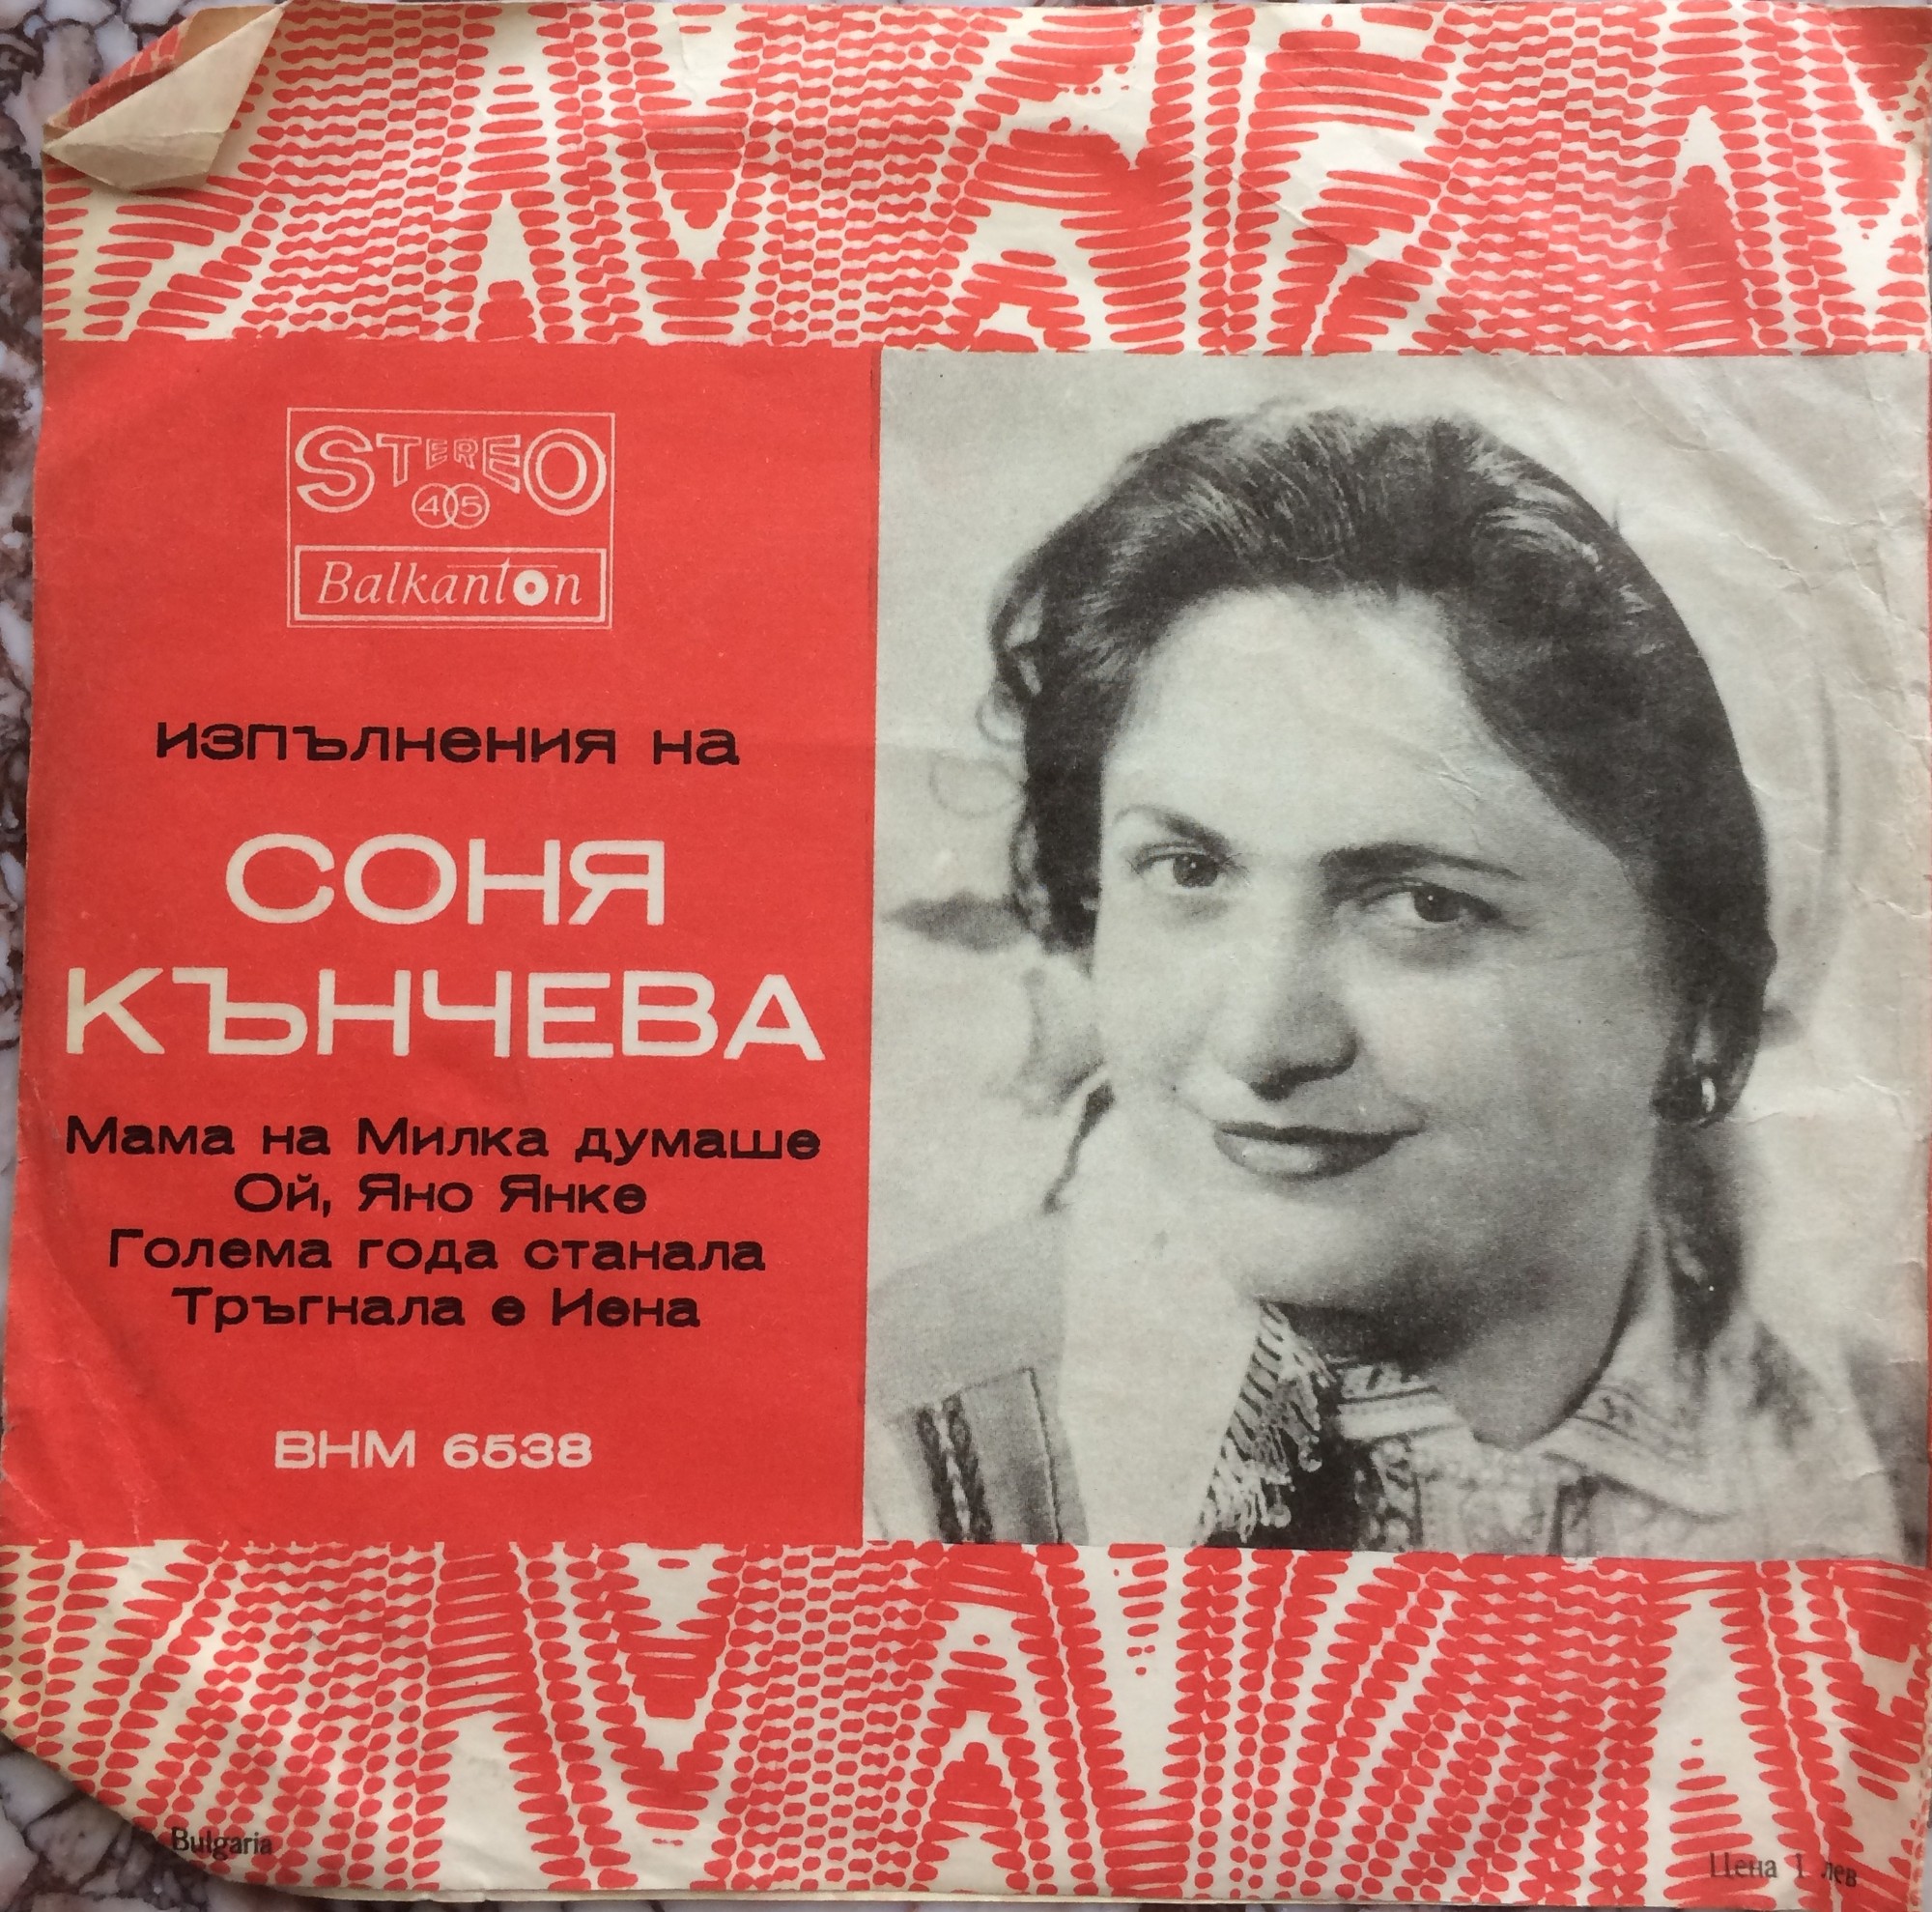 STEREO
45
Balkanton
изпълнения на
СОНЯ
КЪНЧЕВА
Мама на Милка думаше
Ой, Яно Янке
Голема года станала
Тръгнала е Иена
ВНМ 6538
Bulgaria
Цена 1 лев